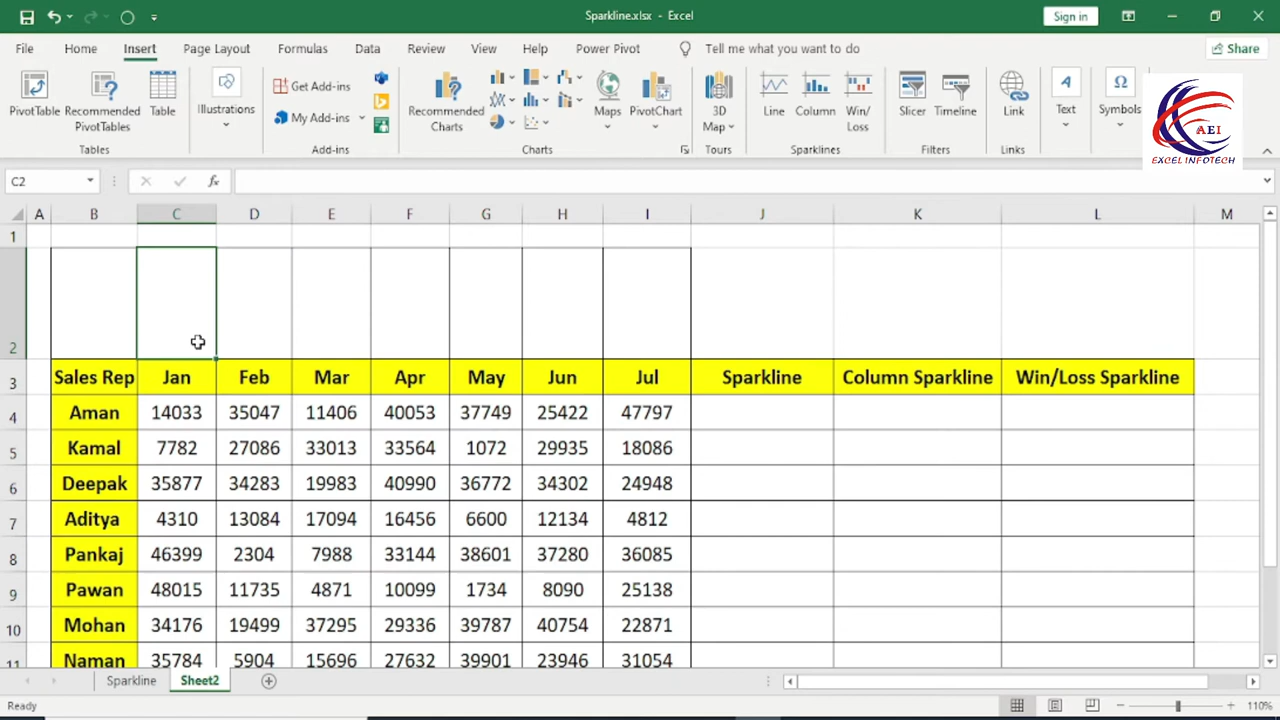 Sparkline.xlsx - Excel
Sign in
File Home Insert Page Layout Formulas Data Review View Help Power Pivot Tell me what you want to do Share
PivotTable Recommended PivotTables Table
Tables
Illustrations
Get Add-ins
My Add-ins
Add-ins
Recommended Charts
Maps PivotChart
Charts
3D Map
Tours
Line Column Win/Loss
Sparklines
Slicer Timeline
Filters
Link
Links
Text
Symbols
AEI
EXCEL INFOTECH
C2 fx
A B C D E F G H I J K L M
1
2
3 Sales Rep Jan Feb Mar Apr May Jun Jul Sparkline Column Sparkline Win/Loss Sparkline
4 Aman 14033 35047 11406 40053 37749 25422 47797
5 Kamal 7782 27086 33013 33564 1072 29935 18086
6 Deepak 35877 34283 19983 40990 36772 34302 24948
7 Aditya 4310 13084 17094 16456 6600 12134 4812
8 Pankaj 46399 2304 7988 33144 38601 37280 36085
9 Pawan 48015 11735 4871 10099 1734 8090 25138
10 Mohan 34176 19499 37295 29336 39787 40754 22871
11 Naman 35784 5904 15696 27632 39901 23946 31054
Sparkline Sheet2
Ready 110%